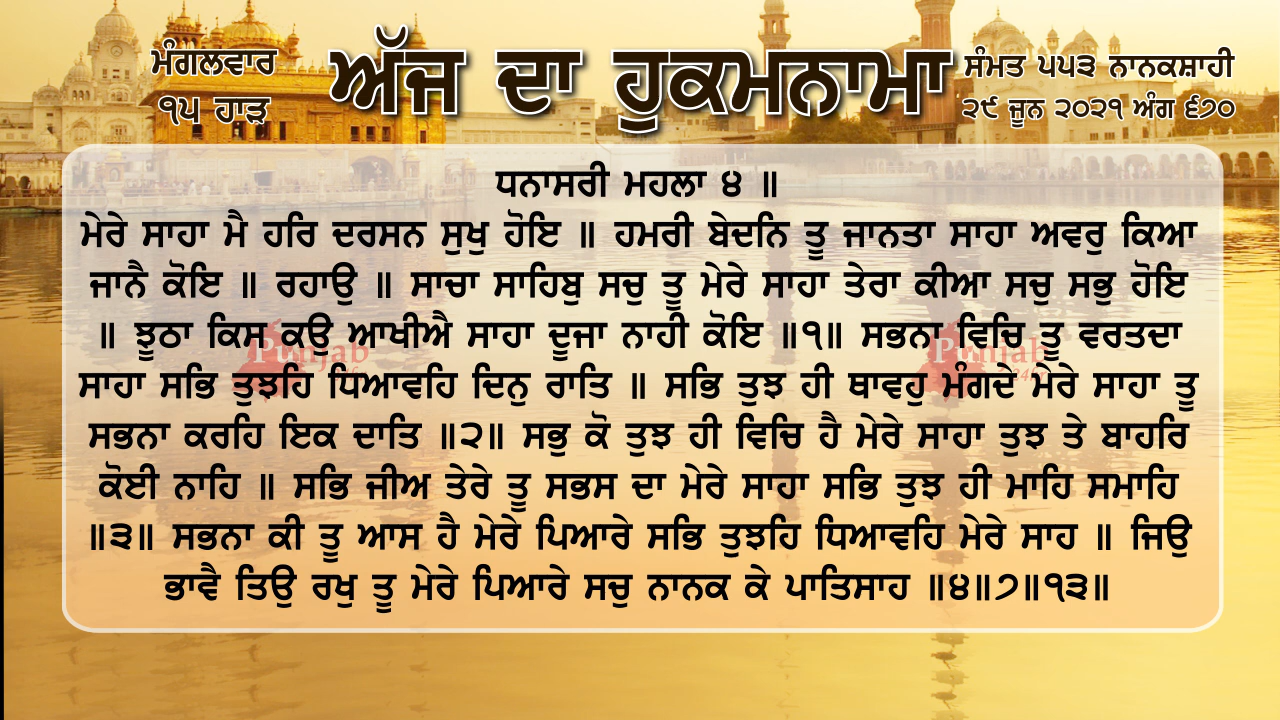 ਮੰਗਲਵਾਰ
੧੫ ਹਾੜ
ਅੱਜ ਦਾ ਹੁਕਮਨਾਮਾ
ਸੰਮਤ ੫੫੩ ਨਾਨਕਸ਼ਾਹੀ
੨੯ ਜੂਨ ੨੦੨੧ ਅੰਗ ੬੭੦
ਧਨਾਸਰੀ ਮਹਲਾ ੪ ॥
ਮੇਰੇ ਸਾਹਾ ਮੈ ਹਰਿ ਦਰਸਨ ਸੁਖੁ ਹੋਇ ॥ ਹਮਰੀ ਬੇਦਨਿ ਤੂ ਜਾਨਤਾ ਸਾਹਾ ਅਵਰੁ ਕਿਆ
ਜਾਨੈ ਕੋਇ ॥ ਰਹਾਉ ॥ ਸਾਚਾ ਸਾਹਿਬੁ ਸਚੁ ਤੂ ਮੇਰੇ ਸਾਹਾ ਤੇਰਾ ਕੀਆ ਸਚੁ ਸਭੁ ਹੋਇ
॥ ਝੂਠਾ ਕਿਸ ਕਉ ਆਖੀਐ ਸਾਹਾ ਦੂਜਾ ਨਾਹੀ ਕੋਇ ॥੧॥ ਸਭਨਾ ਵਿਚਿ ਤੂ ਵਰਤਦਾ
ਸਾਹਾ ਸਭਿ ਤੁਝਹਿ ਧਿਆਵਹਿ ਦਿਨੁ ਰਾਤਿ ॥ ਸਭਿ ਤੁਝ ਹੀ ਥਾਵਹੁ ਮੰਗਦੇ ਮੇਰੇ ਸਾਹਾ ਤੂ
ਸਭਨਾ ਕਰਹਿ ਇਕ ਦਾਤਿ ॥੨॥ ਸਭੁ ਕੋ ਤੁਝ ਹੀ ਵਿਚਿ ਹੈ ਮੇਰੇ ਸਾਹਾ ਤੁਝ ਤੇ ਬਾਹਰਿ
ਕੋਈ ਨਾਹਿ ॥ ਸਭਿ ਜੀਅ ਤੇਰੇ ਤੂ ਸਭਸ ਦਾ ਮੇਰੇ ਸਾਹਾ ਸਭਿ ਤੁਝ ਹੀ ਮਾਹਿ ਸਮਾਹਿ
॥੩॥ ਸਭਨਾ ਕੀ ਤੂ ਆਸ ਹੈ ਮੇਰੇ ਪਿਆਰੇ ਸਭਿ ਤੁਝਹਿ ਧਿਆਵਹਿ ਮੇਰੇ ਸਾਹ ॥ ਜਿਉ
ਭਾਵੈ ਤਿਉ ਰਖੁ ਤੂ ਮੇਰੇ ਪਿਆਰੇ ਸਚੁ ਨਾਨਕ ਕੇ ਪਾਤਿਸਾਹ ॥੪॥੭॥੧੩॥
Punjab
Punjab